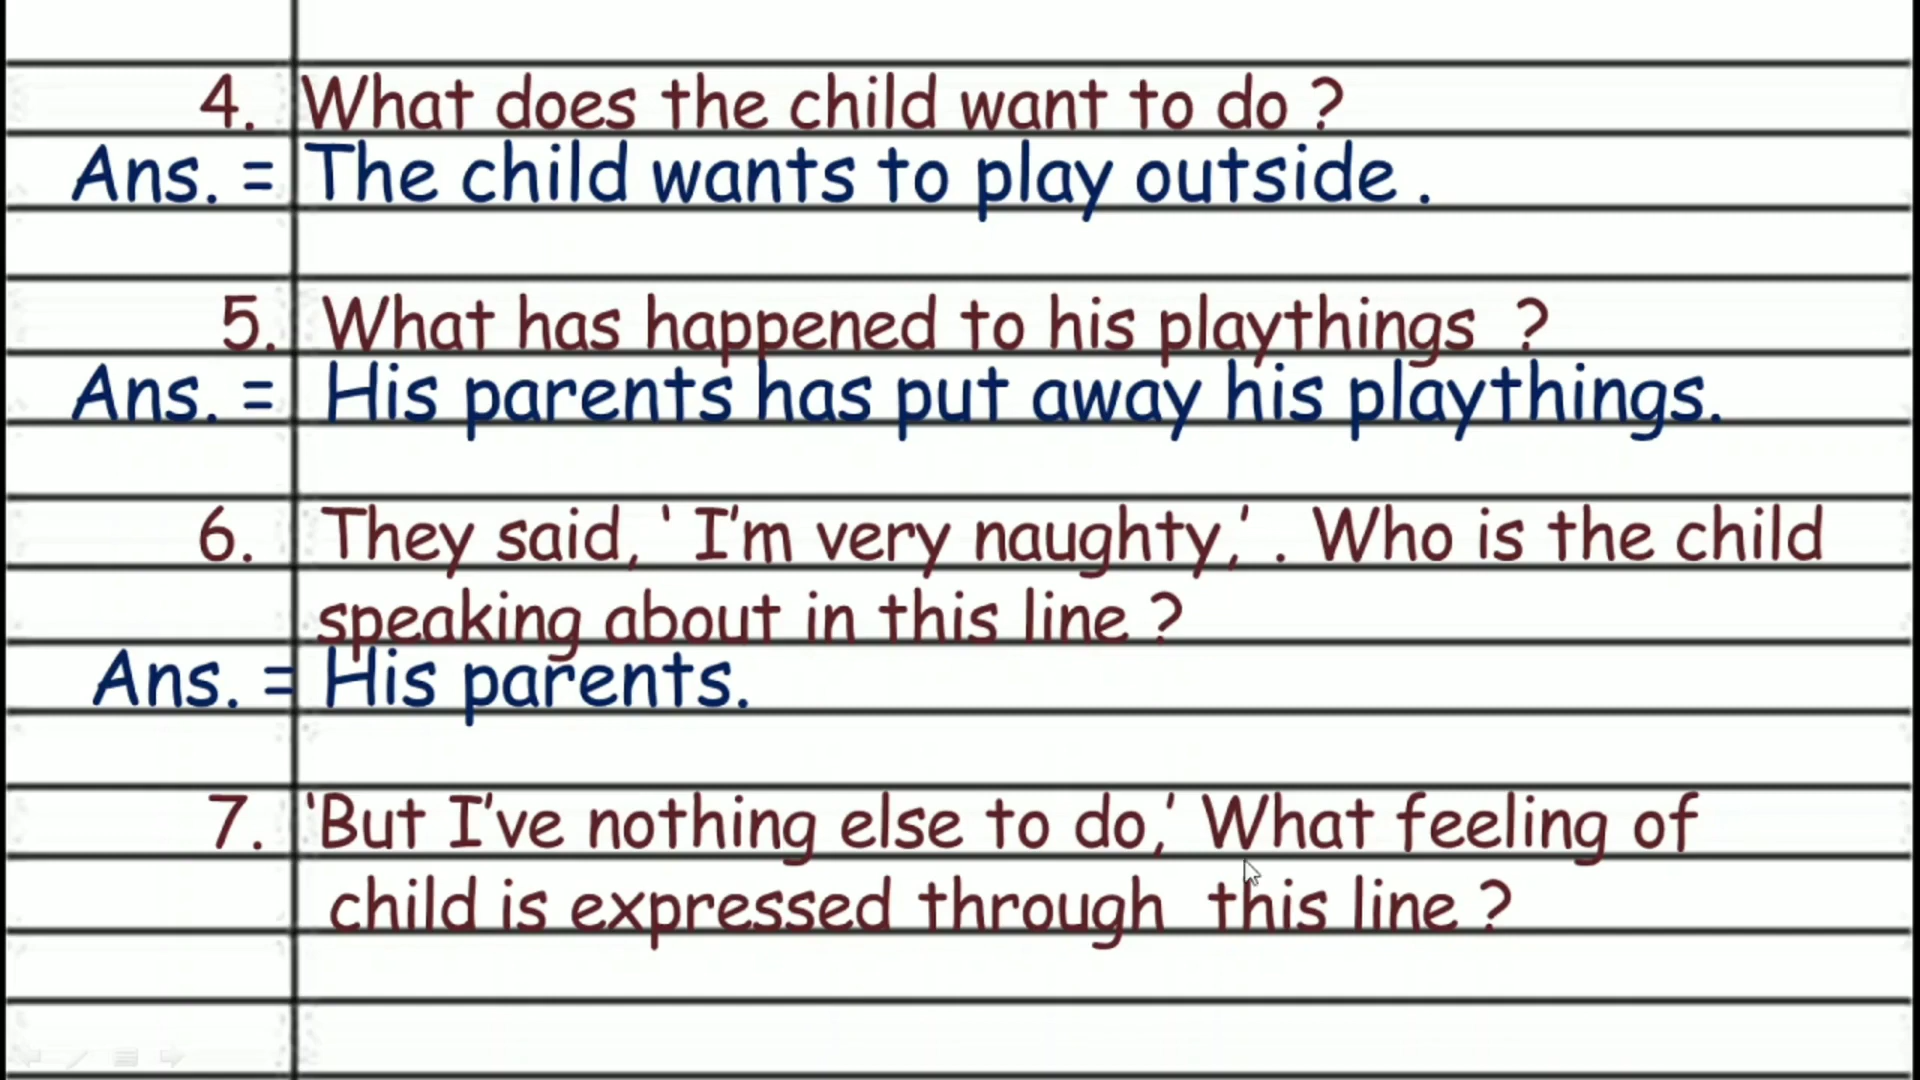 4. What does the child want to do ?
Ans. = The child wants to play outside .
5. What has happened to his playthings ?
Ans. = His parents has put away his playthings.
6. They said, ‘ I’m very naughty,’ . Who is the child
speaking about in this line ?
Ans. = His parents.
7. ‘But I’ve nothing else to do,’ What feeling of
child is expressed through this line ?